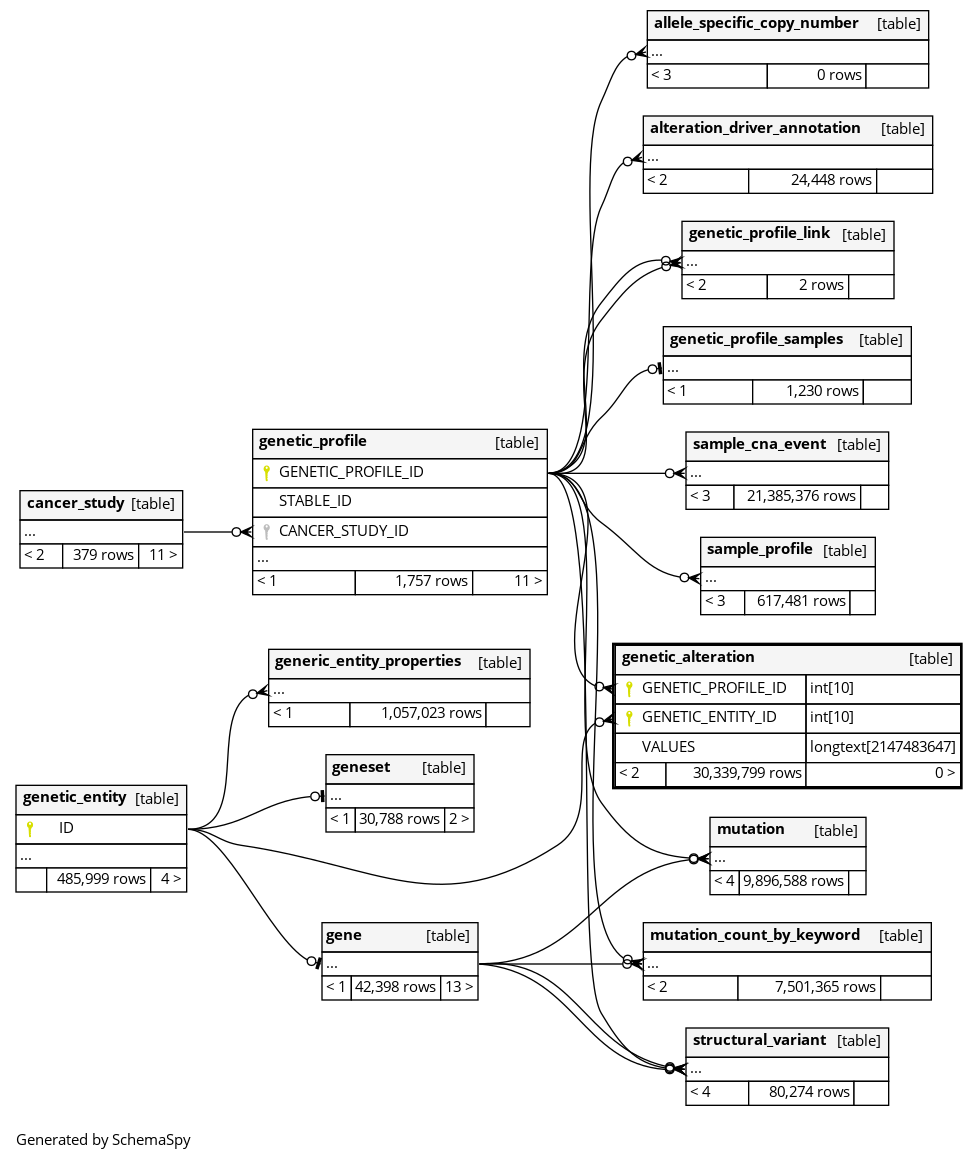 allele_specific_copy_number [table]
...
< 3 0 rows
alteration_driver_annotation [table]
...
< 2 24,448 rows
genetic_profile_link [table]
...
< 2 2 rows
genetic_profile_samples [table]
...
< 1 1,230 rows
genetic_profile [table]
GENETIC_PROFILE_ID
STABLE_ID
CANCER_STUDY_ID
...
< 1 1,757 rows 11 >
sample_cna_event [table]
...
< 3 21,385,376 rows
cancer_study [table]
...
< 2 379 rows 11 >
sample_profile [table]
...
< 3 617,481 rows
genetic_alteration [table]
GENETIC_PROFILE_ID int[10]
GENETIC_ENTITY_ID int[10]
VALUES longtext[2147483647]
< 2 30,339,799 rows 0 >
generic_entity_properties [table]
...
< 1 1,057,023 rows
geneset [table]
...
< 1 30,788 rows 2 >
genetic_entity [table]
ID
...
485,999 rows 4 >
mutation [table]
...
< 4 9,896,588 rows
gene [table]
...
< 1 42,398 rows 13 >
mutation_count_by_keyword [table]
...
< 2 7,501,365 rows
structural_variant [table]
...
< 4 80,274 rows
Generated by SchemaSpy